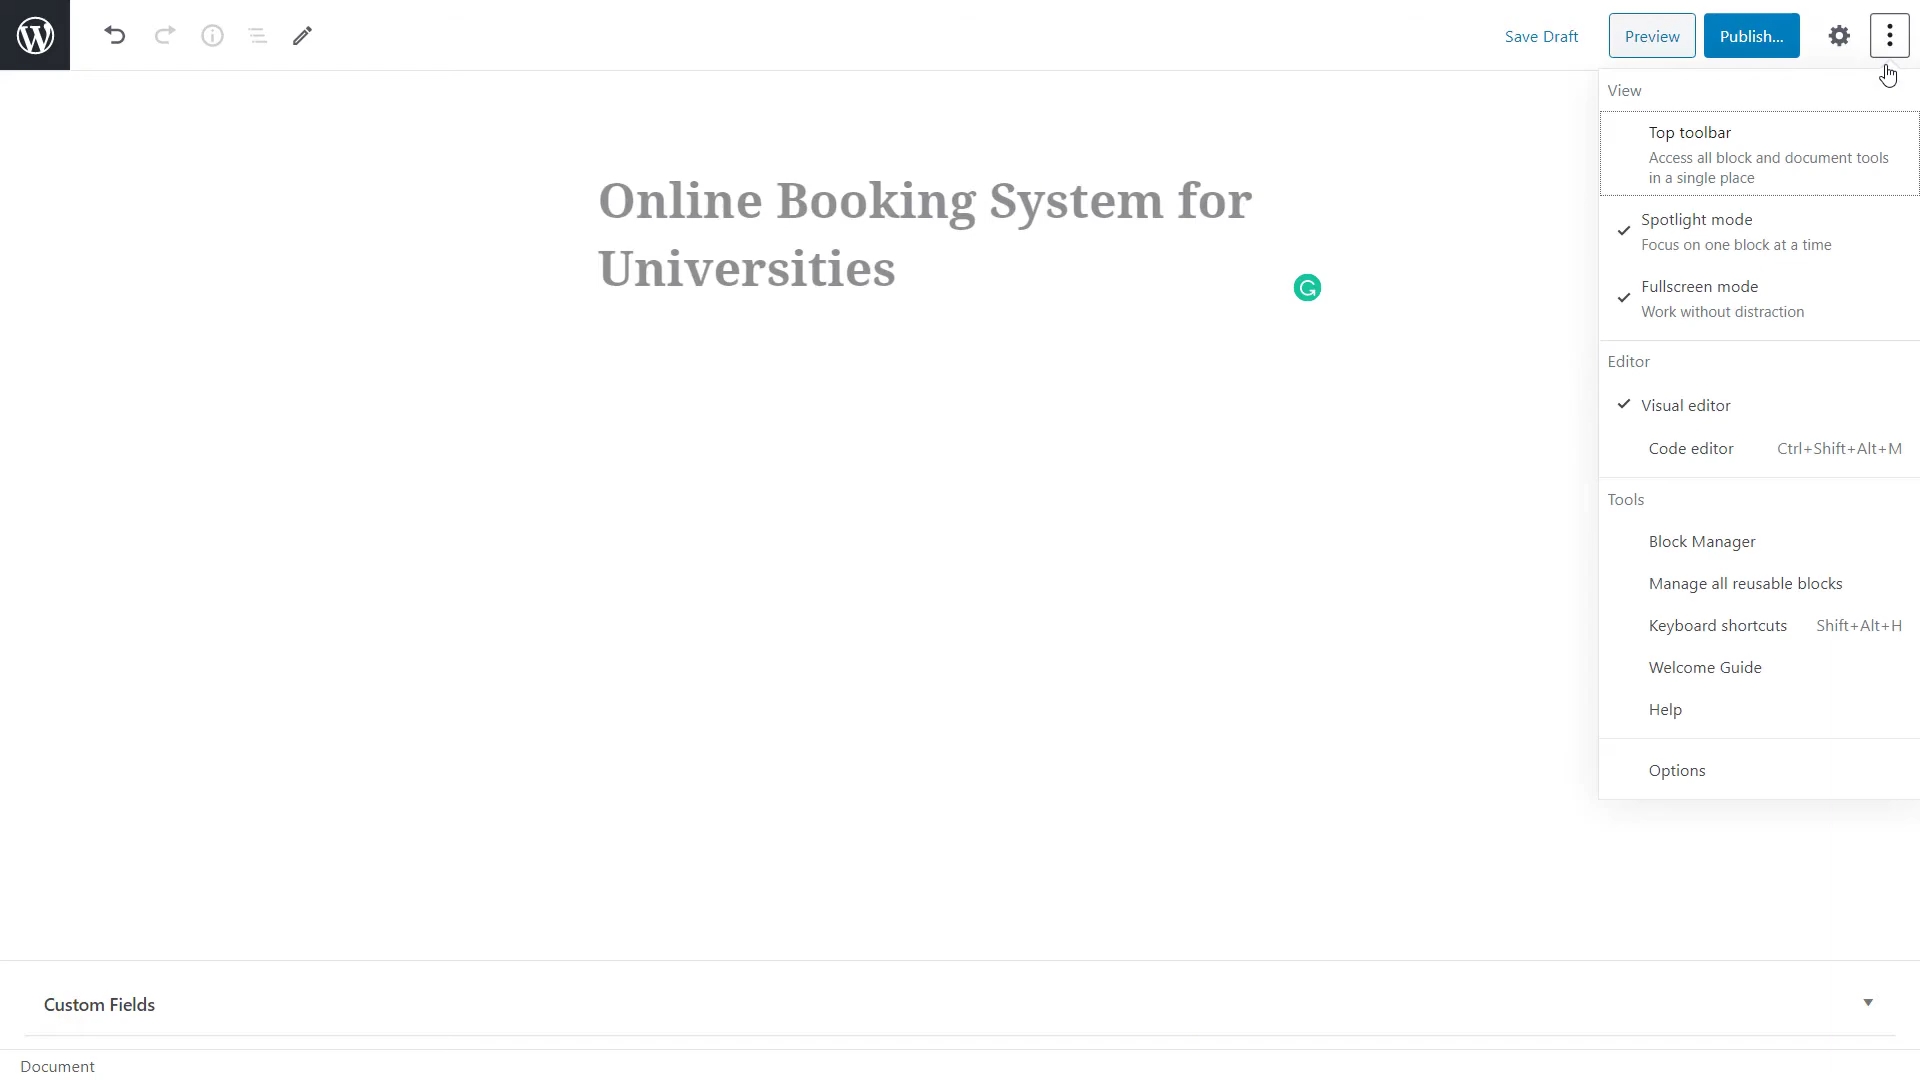 Save Draft
Preview
Publish...
View
Top toolbar
Access all block and document tools
in a single place
Spotlight mode
Focus on one block at a time
Fullscreen mode
Work without distraction
Editor
Visual editor
Code editor Ctrl+Shift+Alt+M
Tools
Block Manager
Manage all reusable blocks
Keyboard shortcuts Shift+Alt+H
Welcome Guide
Help
Options
Online Booking System for
Universities
Custom Fields
Document